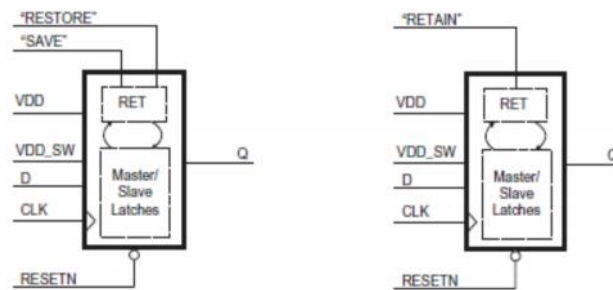 “RESTORE”
“SAVE”
VDD
RET
VDD_SW
D
Master/
Slave
Latches
Q
CLK
RESETN
“RETAIN”
VDD
RET
VDD_SW
D
Master/
Slave
Latches
CLK
RESETN